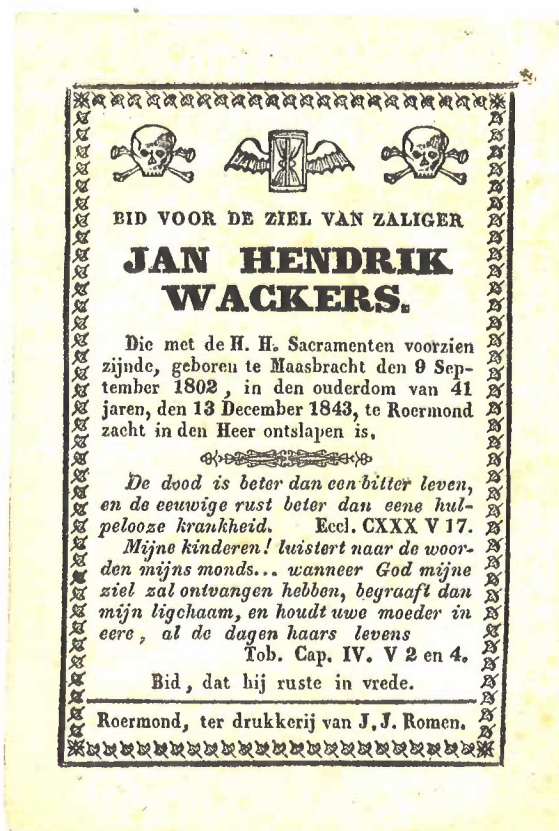 BID VOOR DE ZIEL VAN ZALIGER
JAN HENDRIK
WACKERS.
Die met de H. H. Sacramenten voorzien
zijnde, geboren te Maasbracht den 9 Sep-
tember 1802, in den ouderdom van 41
jaren, den 13 December 1843, te Roermond
zacht in den Heer ontslapen is.
De dood is beter dan een bitter leven,
en de eeuwige rust beter dan eene hul-
pelooze krankheid. Eccl. CXXX V 17.
Mijne kinderen! luistert naar de woor-
den mijns monds... wanneer God mijne
ziel zal ontvangen hebben, begraaft dan
mijn ligchaam, en houdt uwe moeder in
eere, al de dagen haars levens
Tob. Cap. IV. V 2 en 4.
Bid, dat hij ruste in vrede.
Roermond, ter drukkerij van J. J. Romen.